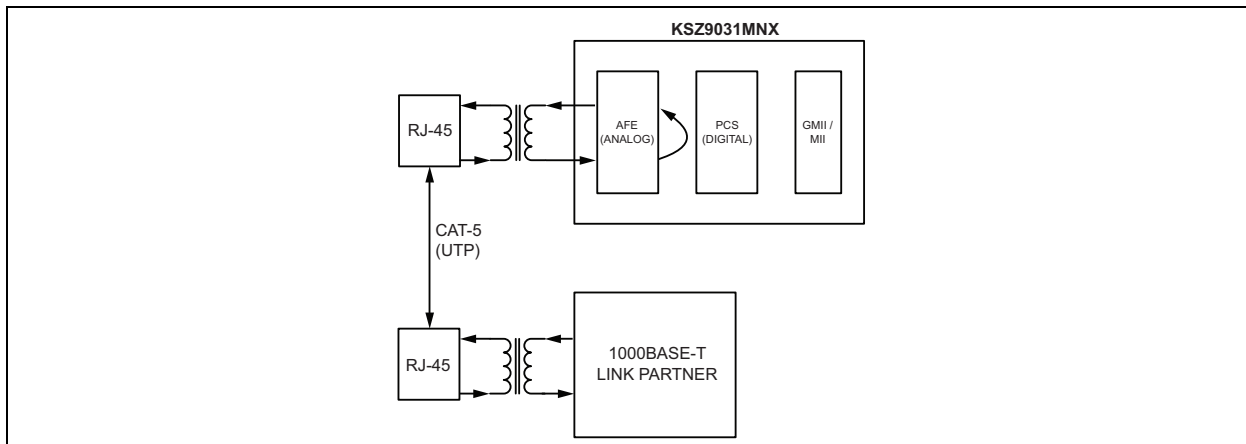 KSZ9031MNX
RJ-45
AFE
(ANALOG)
PCS
(DIGITAL)
GMII /
MII
CAT-5
(UTP)
RJ-45
1000BASE-T
LINK PARTNER